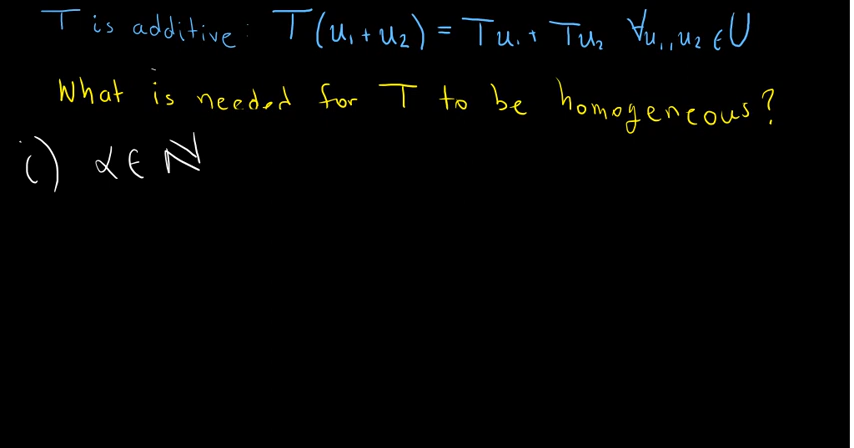 T is additive: T(u₁ + u₂) = Tu₁ + Tu₂ ∀u₁, u₂ ∈ U
What is needed for T to be homogeneous?
i) α ∈ ℕ